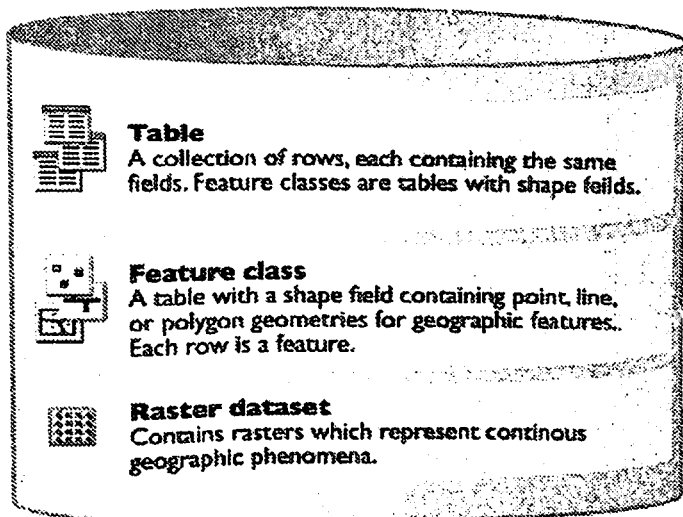 Table
A collection of rows, each containing the same
fields. Feature classes are tables with shape feilds.
Feature class
A table with a shape field containing point, line,
or polygon geometries for geographic features..
Each row is a feature.
Raster dataset
Contains rasters which represent continous
geographic phenomena.